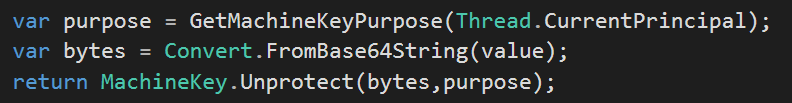 var purpose = GetMachineKeyPurpose(Thread.CurrentPrincipal);
var bytes = Convert.FromBase64String(value);
return MachineKey.Unprotect(bytes,purpose);